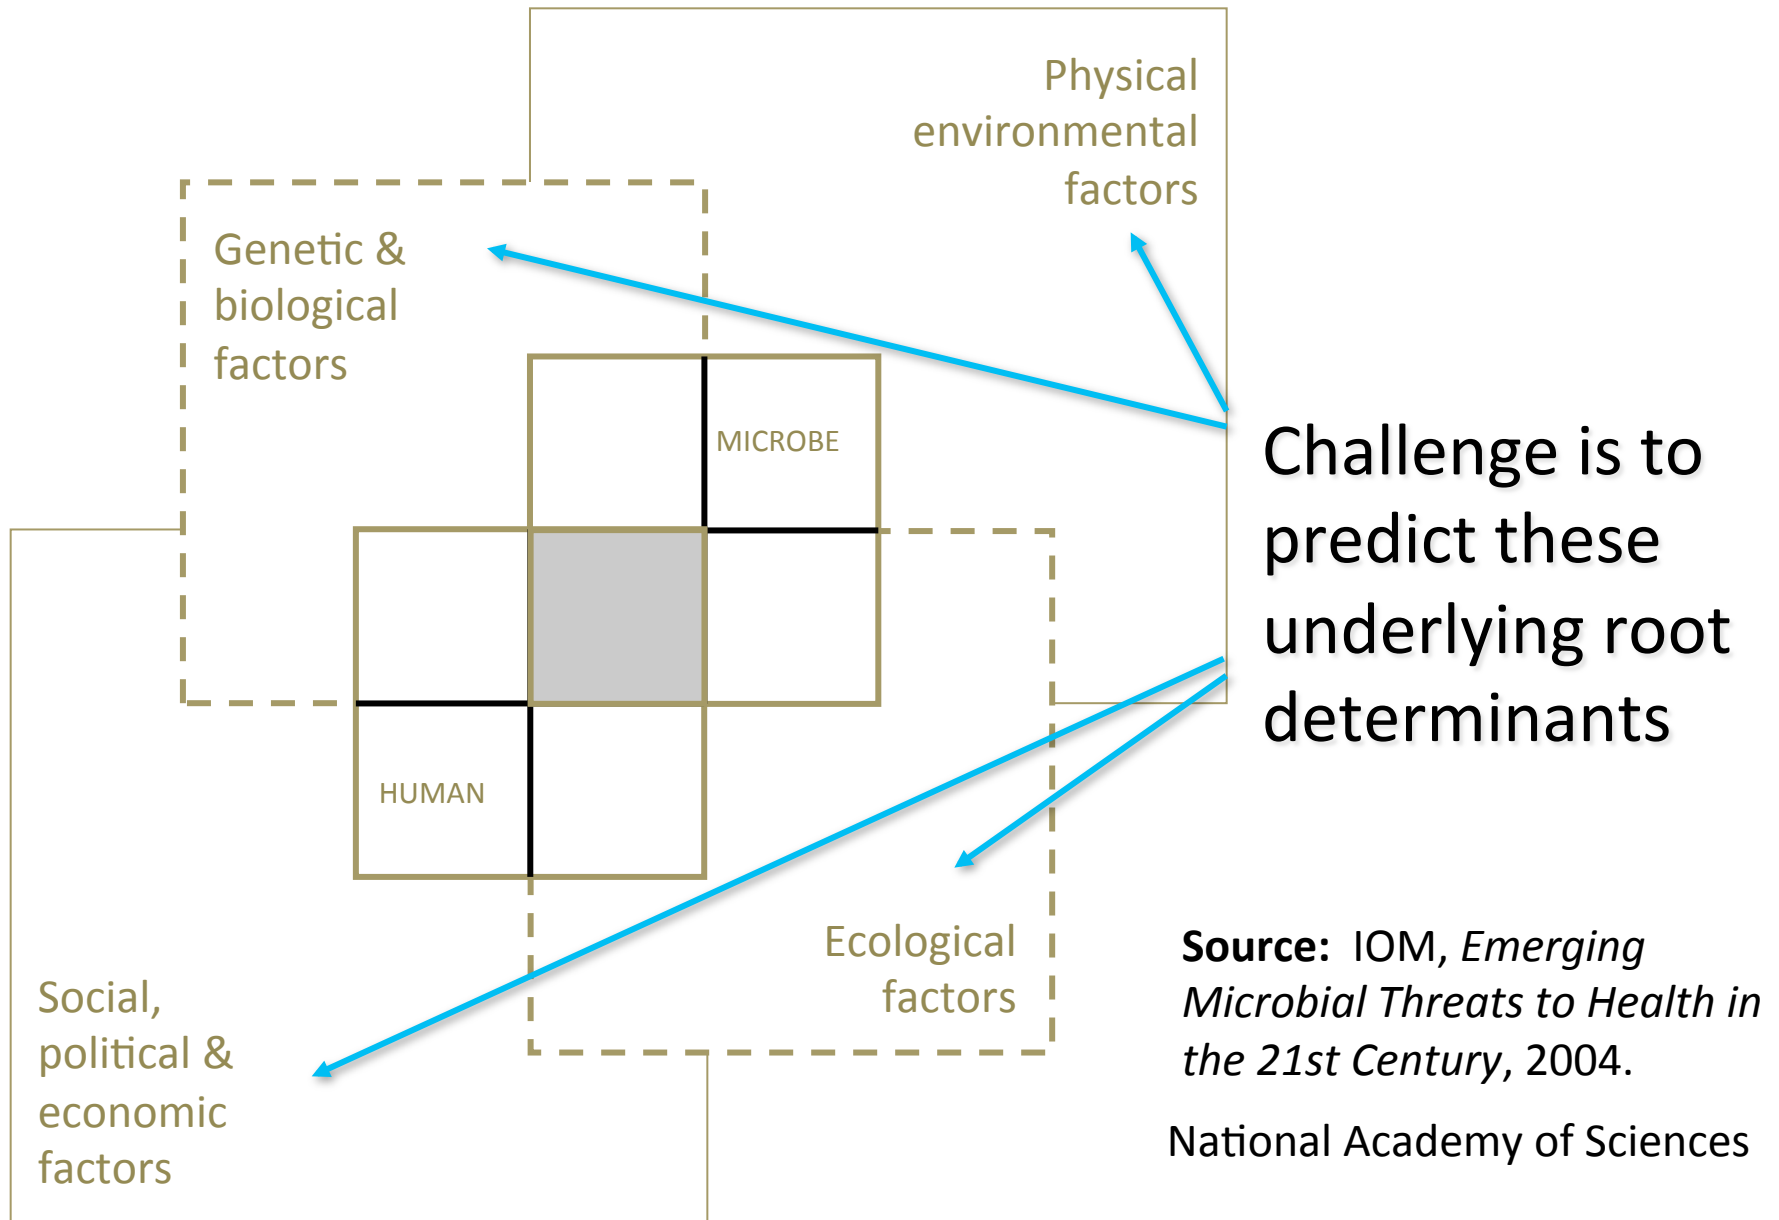 Physical
environmental
factors
Genetic &
biological
factors
MICROBE
Challenge is to
predict these
underlying root
determinants
HUMAN
Ecological
factors
Social,
political &
economic
factors
Source: IOM, Emerging
Microbial Threats to Health in
the 21st Century, 2004.
National Academy of Sciences